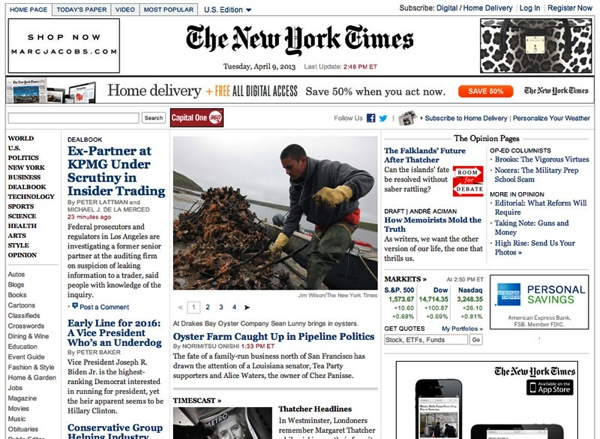 HOME PAGE TODAY'S PAPER VIDEO MOST POPULAR U.S. Edition
Subscribe: Digital / Home Delivery Log In Register Now
SHOP NOW
MARCJACOBS.COM
The New York Times
Tuesday, April 9, 2013 Last Update: 2:48 PM ET
Home delivery + FREE ALL DIGITAL ACCESS Save 50% when you act now. SAVE 50% The New York Times
Search
Capital One 360
Follow Us
Subscribe to Home Delivery | Personalize Your Weather
WORLD
U.S.
POLITICS
NEW YORK
BUSINESS
DEALBOOK
TECHNOLOGY
SPORTS
SCIENCE
HEALTH
ARTS
STYLE
OPINION
Autos
Blogs
Books
Cartoons
Classifieds
Crosswords
Dining & Wine
Education
Event Guide
Fashion & Style
Home & Garden
Jobs
Magazine
Movies
Music
Obituaries
DEALBOOK
Ex-Partner at
KPMG Under
Scrutiny in
Insider Trading
By PETER LATTMAN and
MICHAEL J. DE LA MERCED
23 minutes ago
Federal prosecutors and
regulators in Los Angeles are
investigating a former senior
partner at the auditing firm
on suspicion of leaking
information to a trader, said
people with knowledge of the
inquiry.
Post a Comment
Early Line for 2016:
A Vice President
Who's an Underdog
By PETER BAKER
Vice President Joseph R.
Biden Jr. is the highest-
ranking Democrat interested
in running for president, yet
the heir apparent seems to be
Hillary Clinton.
Conservative Group
Helping Industry
Jim Wilson/The New York Times
1 2 3 4
At Drakes Bay Oyster Company Sean Lunny brings in oysters.
Oyster Farm Caught Up in Pipeline Politics
By NORIMITSU ONISHI 1:33 PM ET
The fate of a family-run business north of San Francisco has
drawn the attention of a Louisiana senator, Tea Party
supporters and Alice Waters, the owner of Chez Panisse.
TIMESCAST »
METRO
Thatcher Headlines
In Westminster, Londoners
remember Margaret Thatcher
The Opinion Pages
The Falklands' Future
After Thatcher
Can the islands' fate
be resolved without
saber rattling?
ROOM
for
DEBATE
DRAFT | ANDRÉ ACIMAN
How Memoirists Mold the
Truth
As writers, we want the other
version of our life, the one
that thrills us.
OP-ED COLUMNISTS
Brooks: The Vigorous Virtues
Nocera: The Military Prep
School Scam
MORE IN OPINION
Editorial: What Reform Will
Require
Taking Note: Guns and
Money
High Rise: Send Us Your
Photos »
MARKETS » At 2:50 PM ET
S.&P. 500 Dow Nasdaq
1,573.67 14,714.35 3,248.35
+10.60 +100.87 +26.10
+0.68% +0.69% +0.81%
GET QUOTES My Portfolios »
Stock, ETFs, Funds Go
AMERICAN EXPRESS
PERSONAL
SAVINGS
American Express Bank,
FSB. Member FDIC.
The New York Times
Available on the
App Store